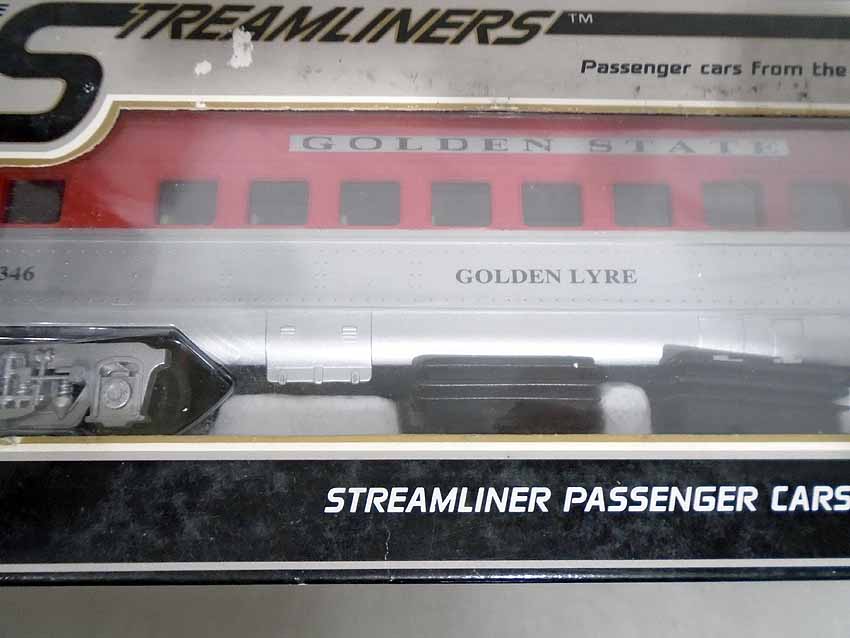 STREAMLINERS™
Passenger cars from the
GOLDEN STATE
346
GOLDEN LYRE
STREAMLINER PASSENGER CARS